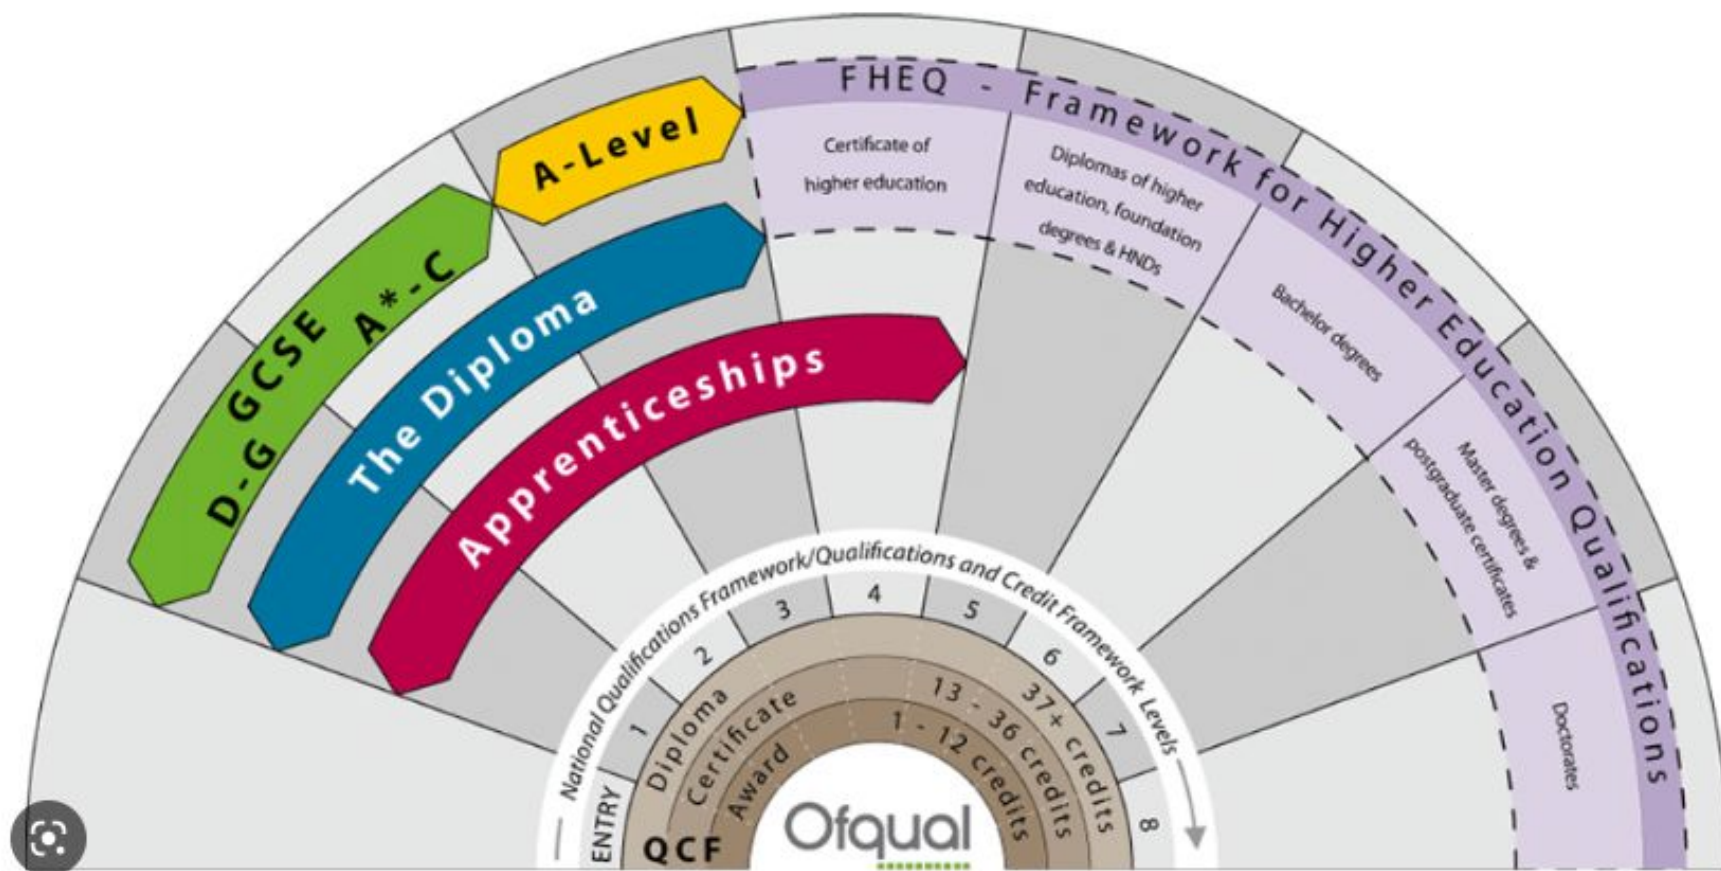 FHEQ - Framework for Higher Education Qualifications
A-Level
GCSE
D-G A*-C
The Diploma
Apprenticeships
Certificate of
higher education
Diplomas of higher
education, foundation
degrees & HNDs
Bachelor degrees
Master degrees &
postgraduate certificates
Doctorates
National Qualifications Framework/Qualifications and Credit Framework Levels
ENTRY
1
2
3
4
5
6
7
8
Diploma
37+ credits
Certificate
13 - 36 credits
Award
1 - 12 credits
QCF
Ofqual